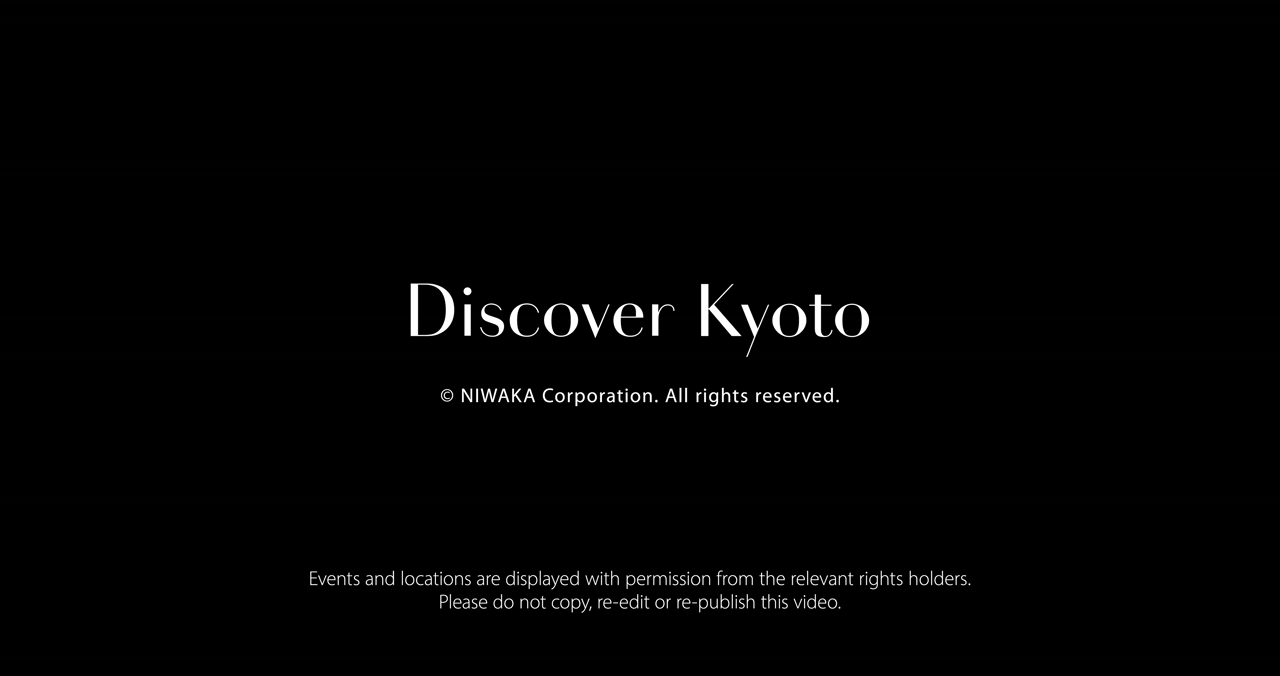 Discover Kyoto
© NIWAKA Corporation. All rights reserved.
Events and locations are displayed with permission from the relevant rights holders.
Please do not copy, re-edit or re-publish this video.